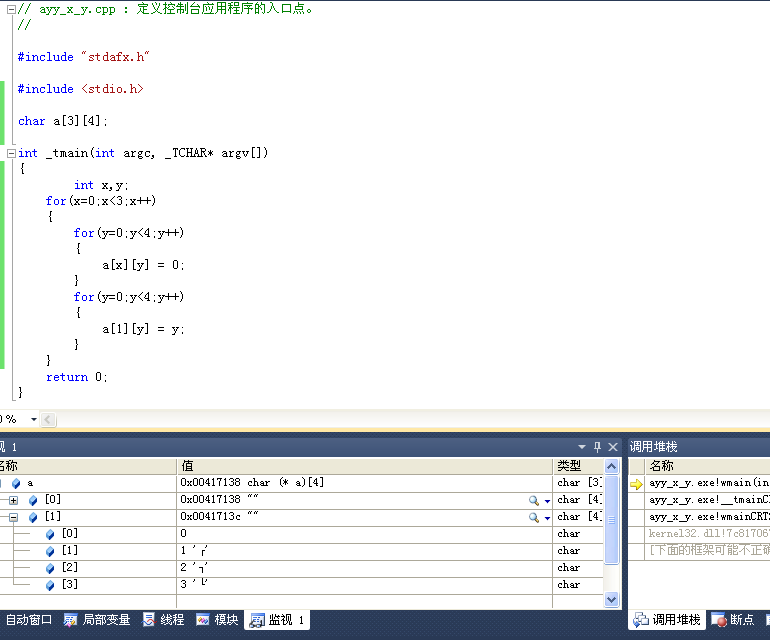 // ayy_x_y.cpp : 定义控制台应用程序的入口点。
//
#include "stdafx.h"
#include <stdio.h>
char a[3][4];
int _tmain(int argc, _TCHAR* argv[])
{
int x,y;
for(x=0;x<3;x++)
{
for(y=0;y<4;y++)
{
a[x][y] = 0;
}
for(y=0;y<4;y++)
{
a[1][y] = y;
}
}
return 0;
}
0 %
视 1
名称 值 类型
a 0x00417138 char (* a)[4] char [3]
[0] 0x00417138 "" char [4]
[1] 0x0041713c "" char [4]
[0] 0 char
[1] 1 '┌' char
[2] 2 '┐' char
[3] 3 '└' char
调用堆栈
名称
ayy_x_y.exe!wmain(in
ayy_x_y.exe!__tmainC
ayy_x_y.exe!wmainCRTS
kernel32.dll!7c81706
[下面的框架可能不正确
自动窗口 局部变量 线程 模块 监视 1
调用堆栈 断点